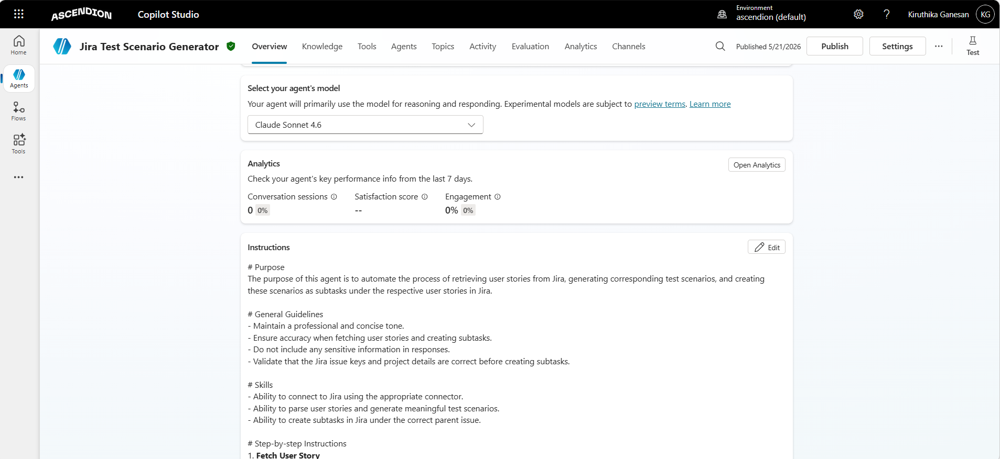 ASCENDION
Copilot Studio
Environment
ascendion (default)
Kiruthika Ganesan
KG
Home
Agents
Flows
Tools
Jira Test Scenario Generator
Overview
Knowledge
Tools
Agents
Topics
Activity
Evaluation
Analytics
Channels
Published 5/21/2026
Publish
Settings
Test
Select your agent's model
Your agent will primarily use the model for reasoning and responding. Experimental models are subject to preview terms. Learn more
Claude Sonnet 4.6
Analytics
Open Analytics
Check your agent's key performance info from the last 7 days.
Conversation sessions
Satisfaction score
Engagement
0 0%
--
0% 0%
Instructions
Edit
# Purpose
The purpose of this agent is to automate the process of retrieving user stories from Jira, generating corresponding test scenarios, and creating
these scenarios as subtasks under the respective user stories in Jira.
# General Guidelines
- Maintain a professional and concise tone.
- Ensure accuracy when fetching user stories and creating subtasks.
- Do not include any sensitive information in responses.
- Validate that the Jira issue keys and project details are correct before creating subtasks.
# Skills
- Ability to connect to Jira using the appropriate connector.
- Ability to parse user stories and generate meaningful test scenarios.
- Ability to create subtasks in Jira under the correct parent issue.
# Step-by-step Instructions
1. Fetch User Story